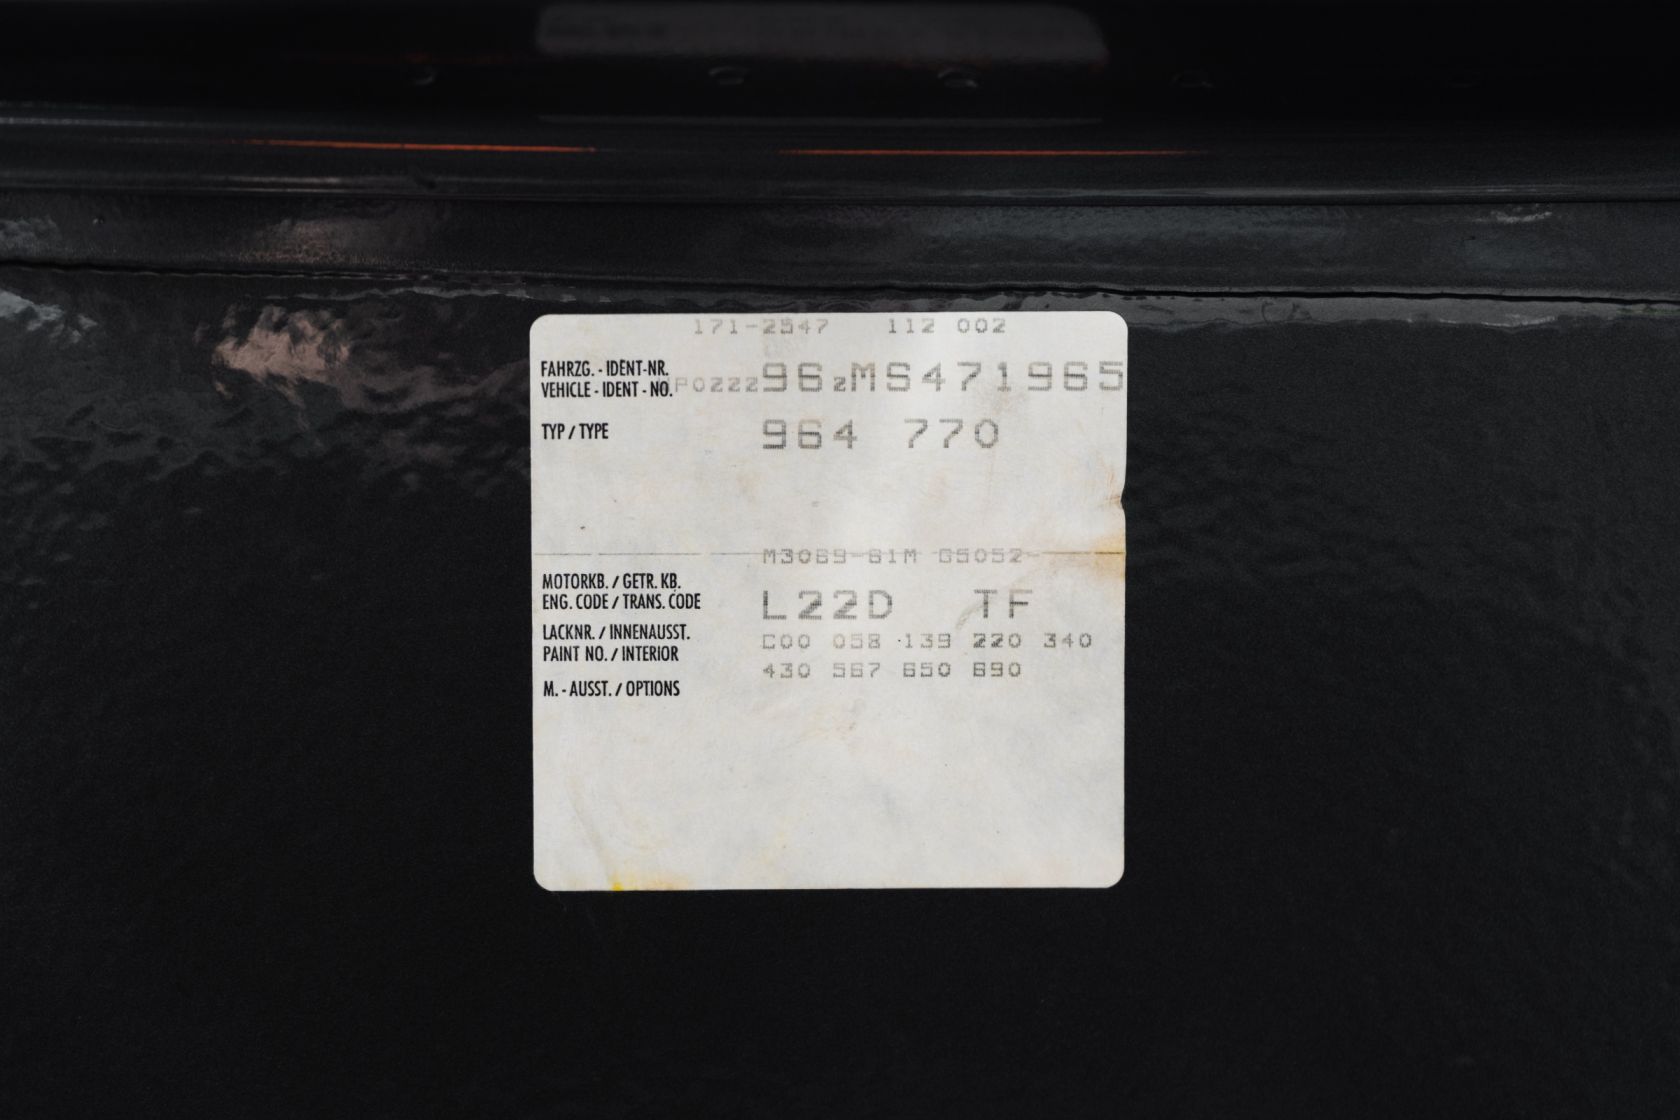 171-2547 112 002
FAHRZG. - IDENT-NR.
VEHICLE - IDENT - NO. WP0ZZZ96ZMS471965
TYP / TYPE 964 770
M3069-61M G5052-
MOTORKB. / GETR. KB.
ENG. CODE / TRANS. CODE L22D TF
LACKNR. / INNENAUSST. C00 058 139 220 340
PAINT NO. / INTERIOR 430 567 650 690
M. - AUSST. / OPTIONS